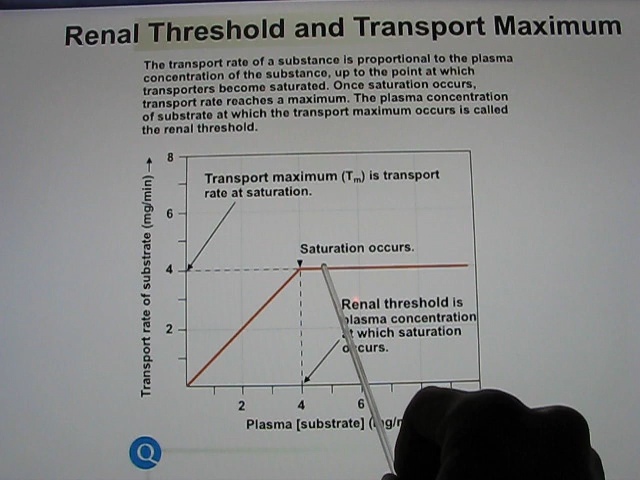 Renal Threshold and Transport Maximum
The transport rate of a substance is proportional to the plasma
concentration of the substance, up to the point at which
transporters become saturated. Once saturation occurs,
transport rate reaches a maximum. The plasma concentration
of substrate at which the transport maximum occurs is called
the renal threshold.
Transport rate of substrate (mg/min) →
8
6
4
2
Transport maximum (Tm) is transport
rate at saturation.
Saturation occurs.
Renal threshold is
plasma concentration
at which saturation
occurs.
2 4 6
Plasma [substrate]
Q